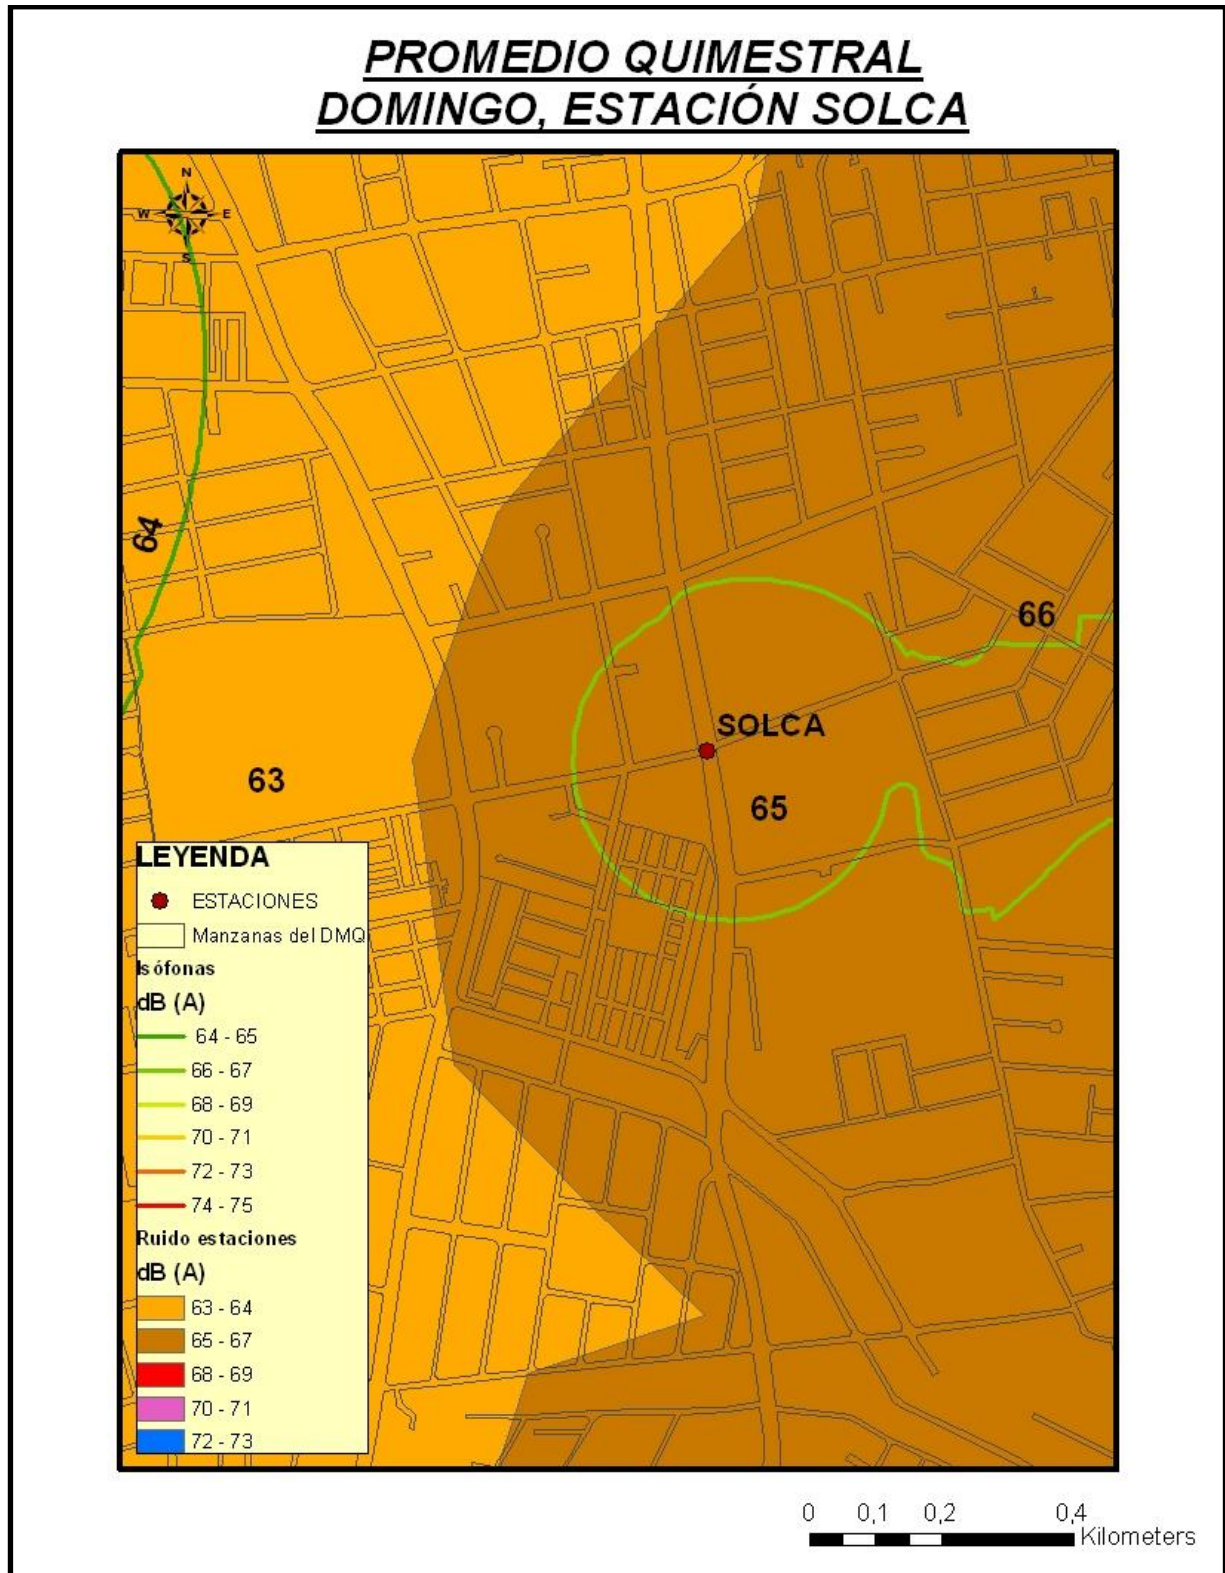 PROMEDIO QUIMESTRAL
DOMINGO, ESTACIÓN SOLCA
N
W E
S
64
66
SOLCA
63
65
LEYENDA
ESTACIONES
Manzanas del DMQ
Isófonas
dB (A)
64 - 65
66 - 67
68 - 69
70 - 71
72 - 73
74 - 75
Ruido estaciones
dB (A)
63 - 64
65 - 67
68 - 69
70 - 71
72 - 73
0 0,1 0,2 0,4
Kilometers